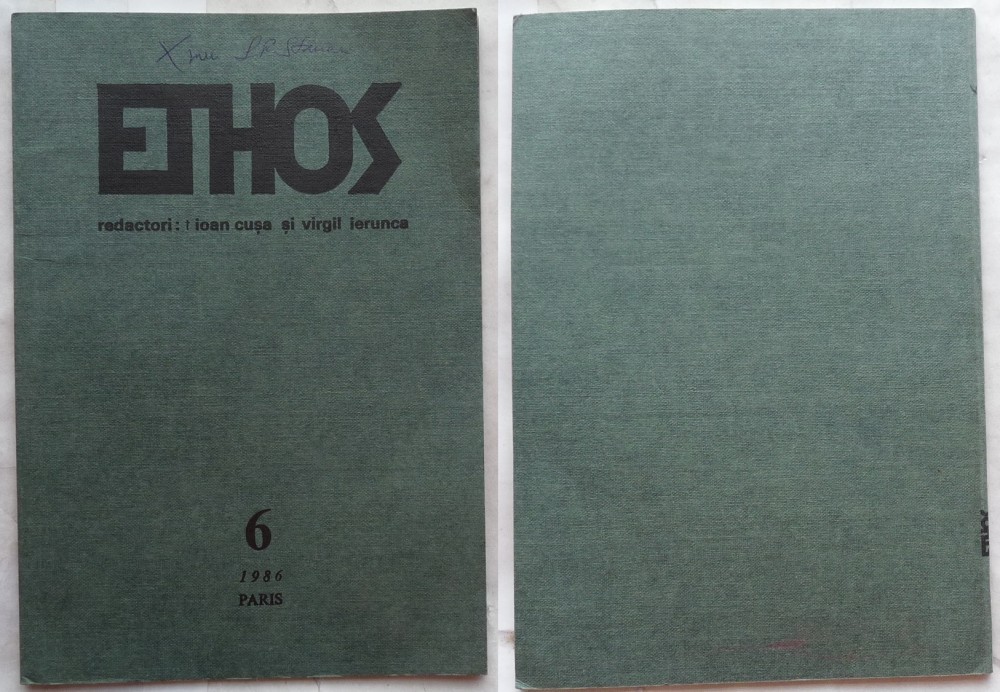 ETHOS
redactori: † ioan cușa și virgil ierunca
6
1986
PARIS